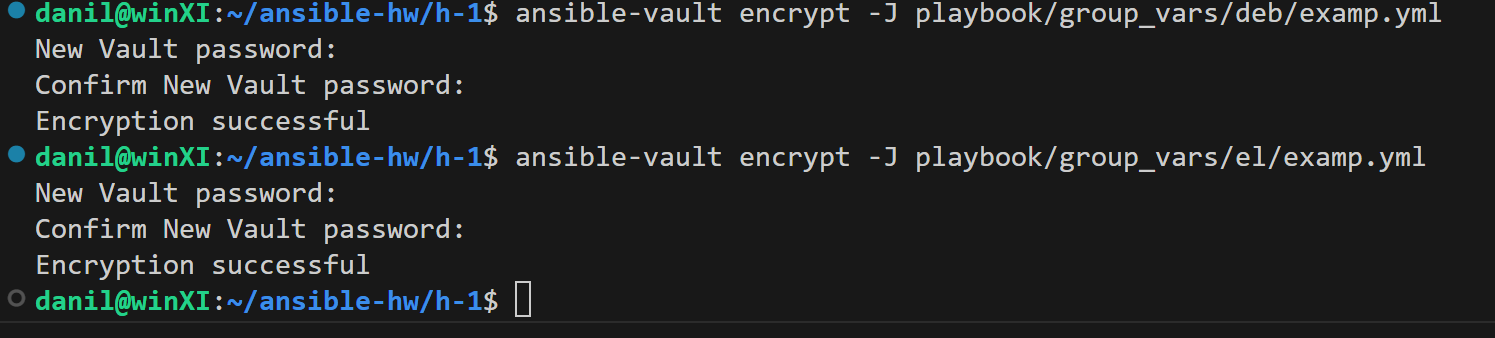 danil@winXI:~/ansible-hw/h-1$ ansible-vault encrypt -J playbook/group_vars/deb/examp.yml
New Vault password:
Confirm New Vault password:
Encryption successful
danil@winXI:~/ansible-hw/h-1$ ansible-vault encrypt -J playbook/group_vars/el/examp.yml
New Vault password:
Confirm New Vault password:
Encryption successful
danil@winXI:~/ansible-hw/h-1$